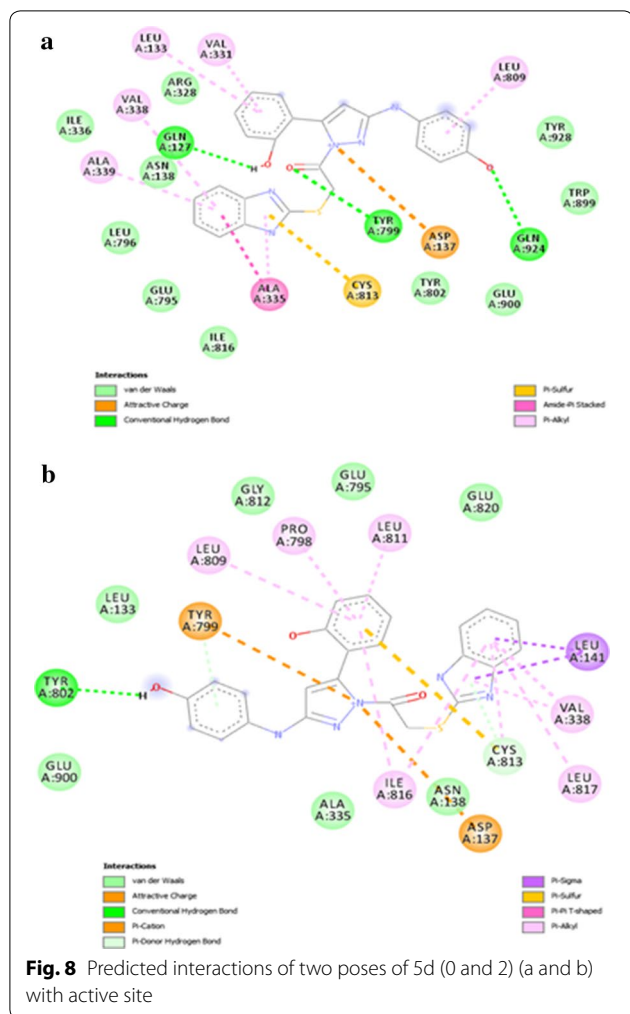 a
LEU
A:133
VAL
A:331
LEU
A:809
ARG
A:328
VAL
A:338
ILE
A:336
GLN
A:127
TYR
A:928
ASN
A:138
ALA
A:339
H
O
N
N
N
O
O
TRP
A:899
N
N
S
TYR
A:799
ASP
A:137
GLN
A:924
LEU
A:796
GLU
A:795
ALA
A:335
CYS
A:813
TYR
A:802
GLU
A:900
ILE
A:816
Interactions
van der Waals
Attractive Charge
Conventional Hydrogen Bond
Pi-Sulfur
Amide-Pi Stacked
Pi-Alkyl
b
GLY
A:812
GLU
A:795
GLU
A:820
PRO
A:798
LEU
A:811
LEU
A:809
LEU
A:133
TYR
A:799
LEU
A:141
TYR
A:802
H
O
O
N
N
N
O
S
N
N
VAL
A:338
CYS
A:813
GLU
A:900
ALA
A:335
ILE
A:816
ASN
A:138
LEU
A:817
ASP
A:137
Interactions
van der Waals
Attractive Charge
Conventional Hydrogen Bond
Pi-Cation
Pi-Donor Hydrogen Bond
Pi-Sigma
Pi-Sulfur
Pi-Pi T-shaped
Pi-Alkyl
Fig. 8 Predicted interactions of two poses of 5d (0 and 2) (a and b)
with active site